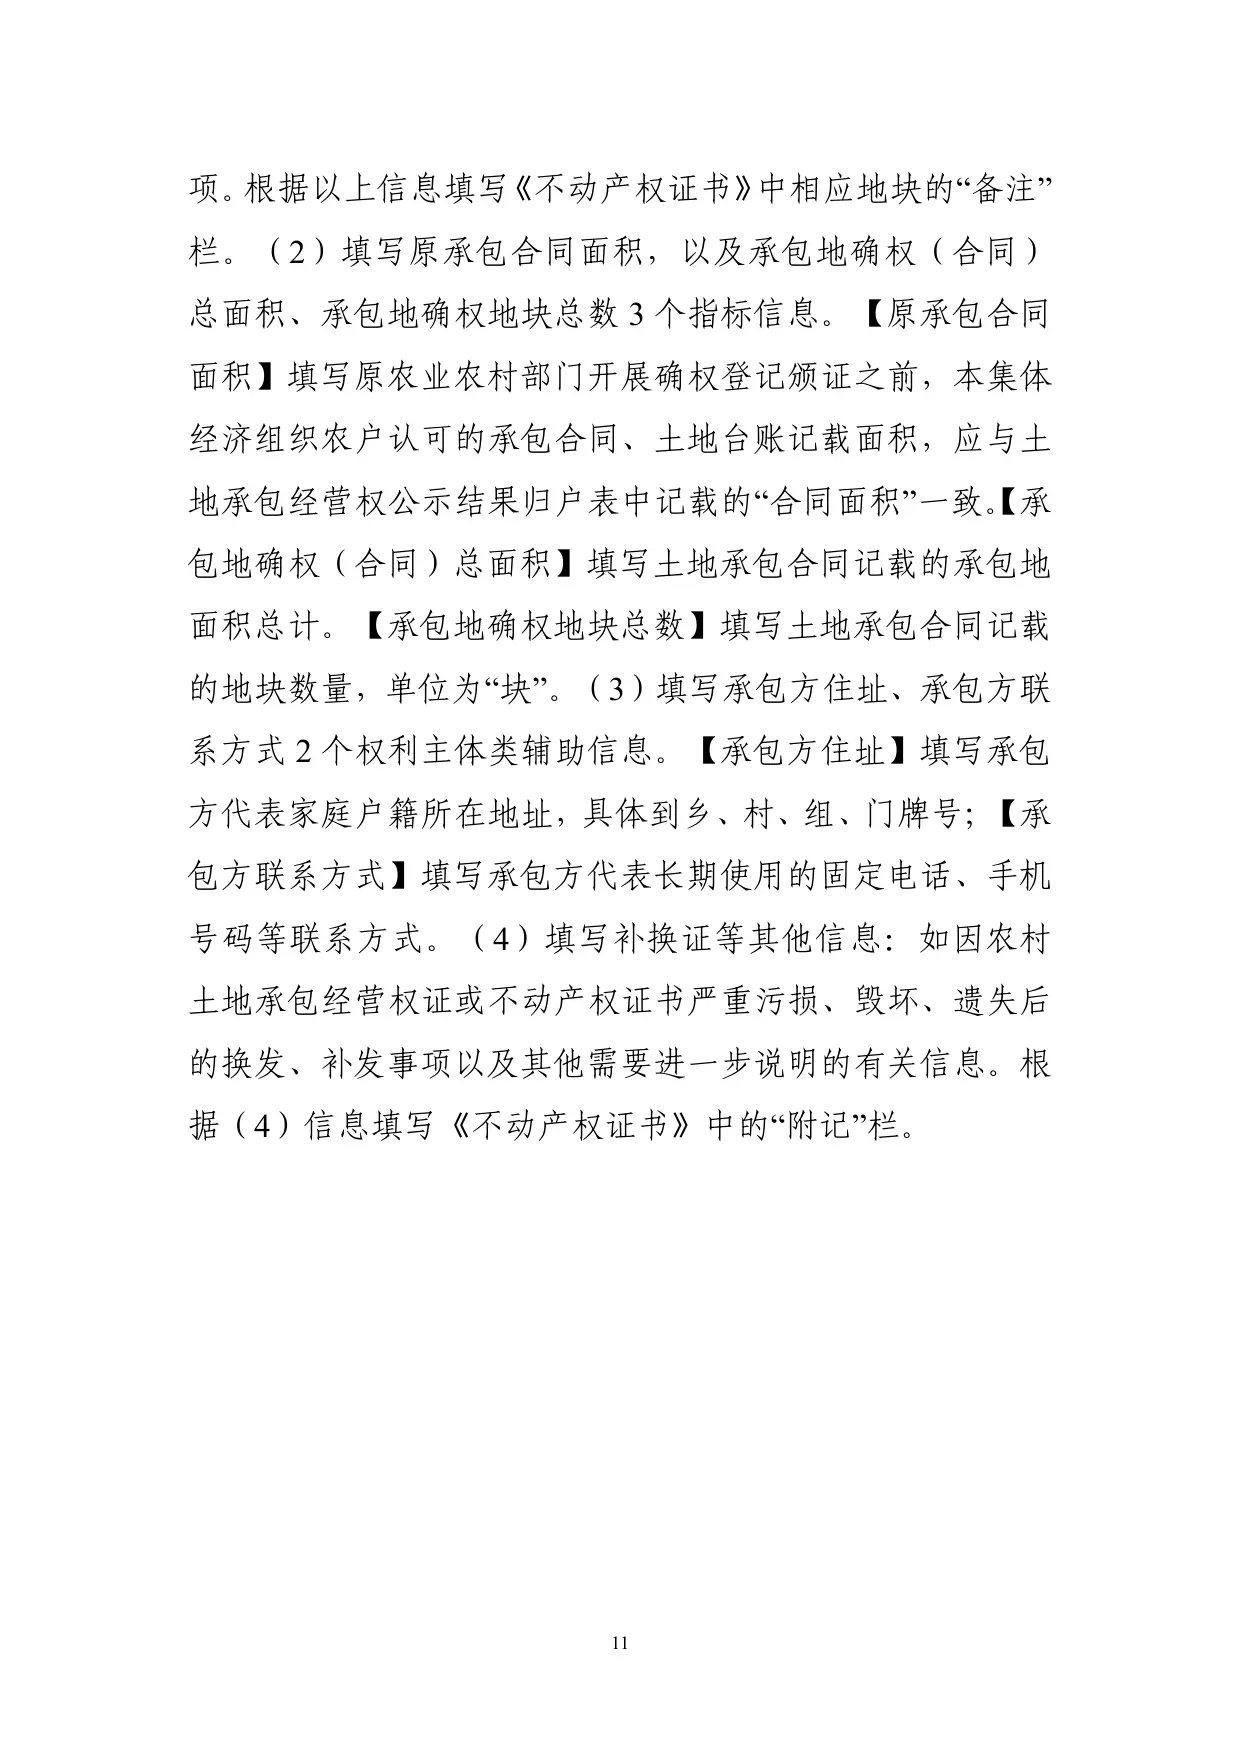 项。根据以上信息填写《不动产权证书》中相应地块的“备注”
栏。（2）填写原承包合同面积，以及承包地确权（合同）
总面积、承包地确权地块总数 3 个指标信息。【原承包合同
面积】填写原农业农村部门开展确权登记颁证之前，本集体
经济组织农户认可的承包合同、土地台账记载面积，应与土
地承包经营权公示结果归户表中记载的“合同面积”一致。【承
包地确权（合同）总面积】填写土地承包合同记载的承包地
面积总计。【承包地确权地块总数】填写土地承包合同记载
的地块数量，单位为“块”。（3）填写承包方住址、承包方联
系方式 2 个权利主体类辅助信息。【承包方住址】填写承包
方代表家庭户籍所在地址，具体到乡、村、组、门牌号；【承
包方联系方式】填写承包方代表长期使用的固定电话、手机
号码等联系方式。（4）填写补换证等其他信息：如因农村
土地承包经营权证或不动产权证书严重污损、毁坏、遗失后
的换发、补发事项以及其他需要进一步说明的有关信息。根
据（4）信息填写《不动产权证书》中的“附记”栏。
11